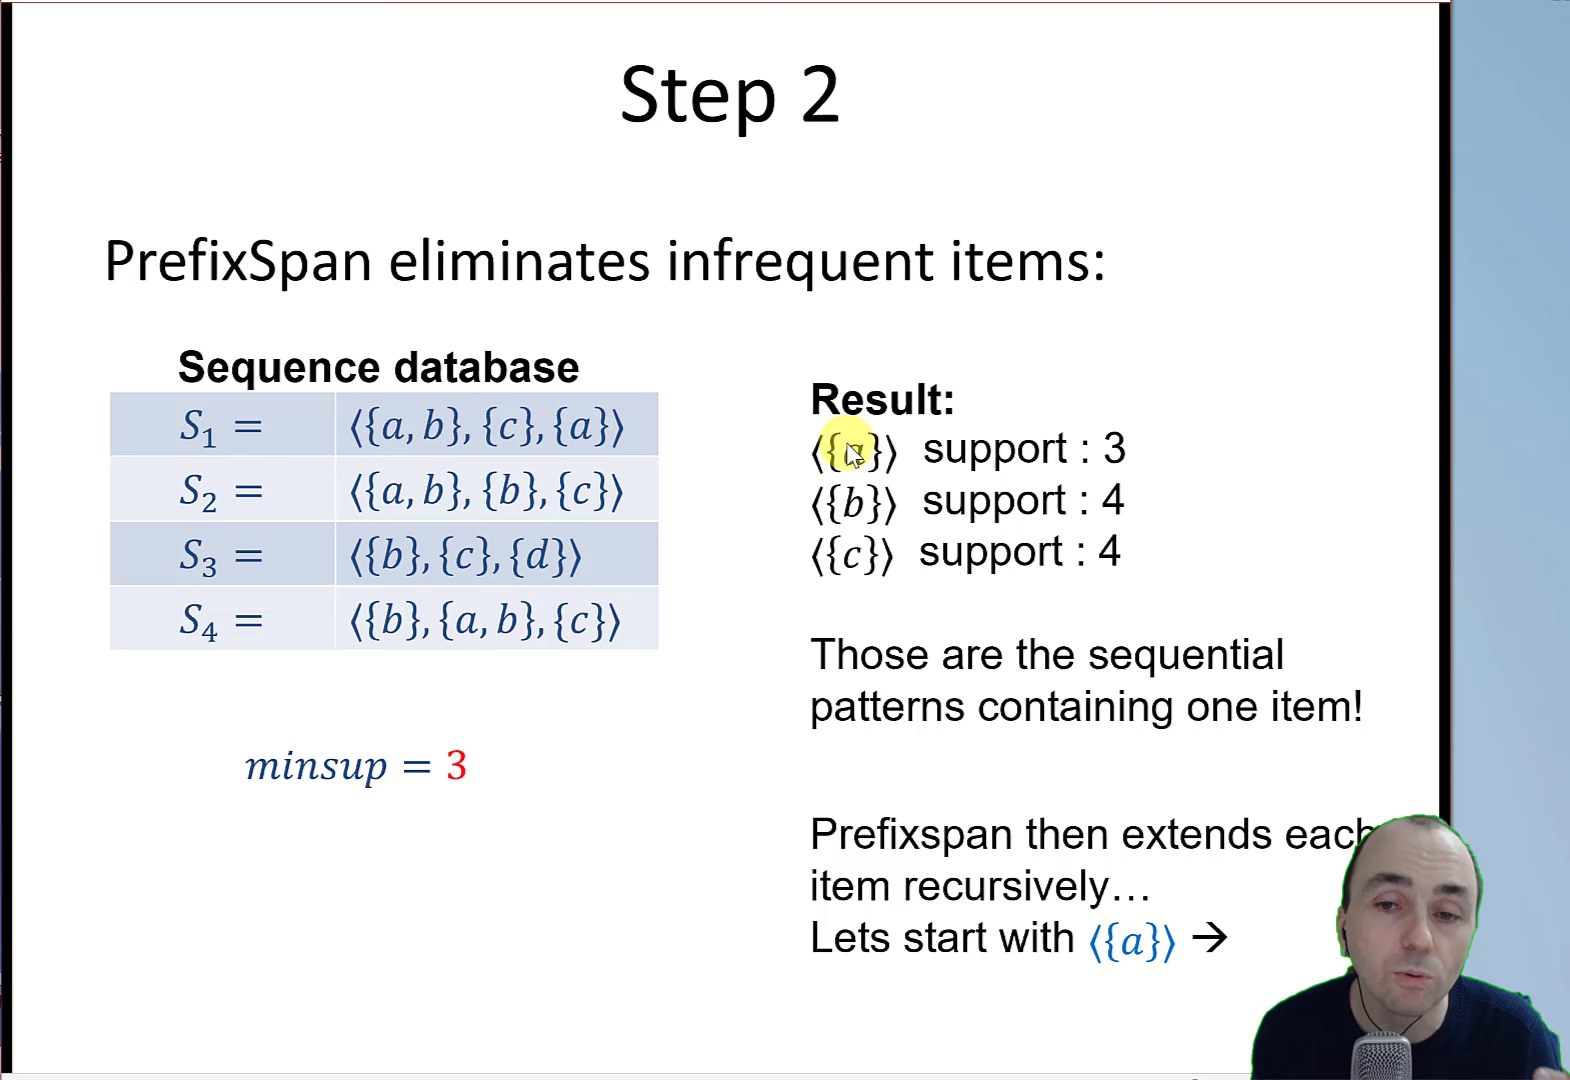 Step 2
PrefixSpan eliminates infrequent items:
Sequence database
S₁ = ⟨{a, b}, {c}, {a}⟩
S₂ = ⟨{a, b}, {b}, {c}⟩
S₃ = ⟨{b}, {c}, {d}⟩
S₄ = ⟨{b}, {a, b}, {c}⟩
minsup = 3
Result:
⟨{a}⟩ support : 3
⟨{b}⟩ support : 4
⟨{c}⟩ support : 4
Those are the sequential
patterns containing one item!
Prefixspan then extends each
item recursively…
Lets start with ⟨{a}⟩ →